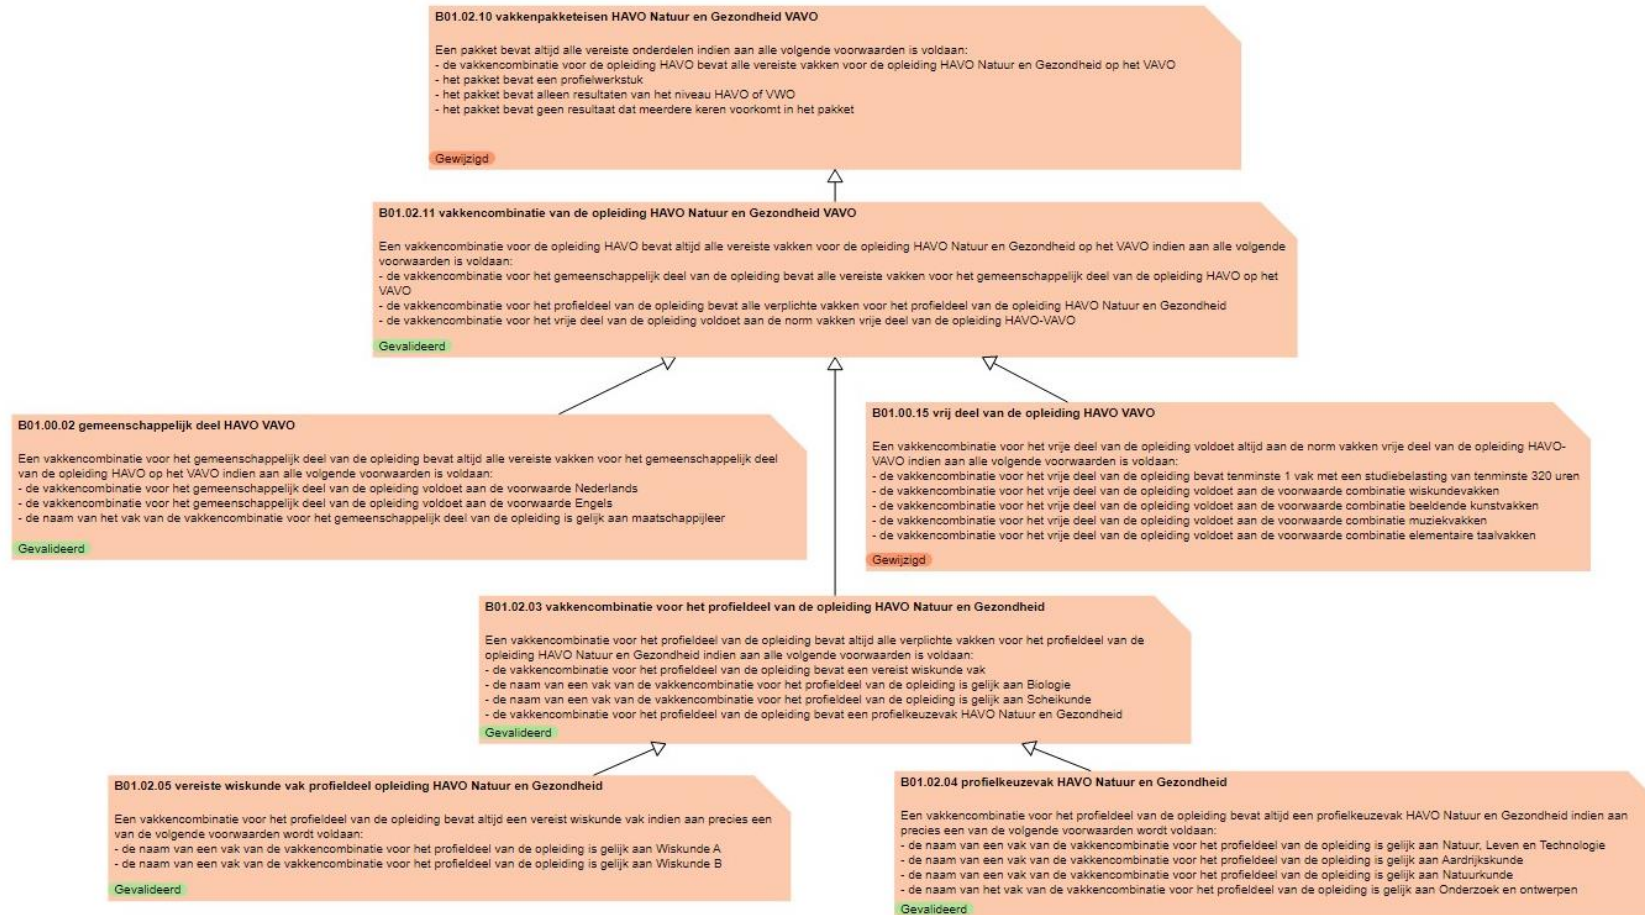 B01.02.10 vakkenpakketeisen HAVO Natuur en Gezondheid VAVO
Een pakket bevat altijd alle vereiste onderdelen indien aan alle volgende voorwaarden is voldaan:
- de vakkencombinatie voor de opleiding HAVO bevat alle vereiste vakken voor de opleiding HAVO Natuur en Gezondheid op het VAVO
- het pakket bevat een profielwerkstuk
- het pakket bevat alleen resultaten van het niveau HAVO of VWO
- het pakket bevat geen resultaat dat meerdere keren voorkomt in het pakket
Gewijzigd
B01.02.11 vakkencombinatie van de opleiding HAVO Natuur en Gezondheid VAVO
Een vakkencombinatie voor de opleiding HAVO bevat altijd alle vereiste vakken voor de opleiding HAVO Natuur en Gezondheid op het VAVO indien aan alle volgende
voorwaarden is voldaan:
- de vakkencombinatie voor het gemeenschappelijk deel van de opleiding bevat alle vereiste vakken voor het gemeenschappelijk deel van de opleiding HAVO op het
VAVO
- de vakkencombinatie voor het profieldeel van de opleiding bevat alle verplichte vakken voor het profieldeel van de opleiding HAVO Natuur en Gezondheid
- de vakkencombinatie voor het vrije deel van de opleiding voldoet aan de norm vakken vrije deel van de opleiding HAVO-VAVO
Gevalideerd
B01.00.02 gemeenschappelijk deel HAVO VAVO
Een vakkencombinatie voor het gemeenschappelijk deel van de opleiding bevat altijd alle vereiste vakken voor het gemeenschappelijk deel
van de opleiding HAVO op het VAVO indien aan alle volgende voorwaarden is voldaan:
- de vakkencombinatie voor het gemeenschappelijk deel van de opleiding voldoet aan de voorwaarde Nederlands
- de vakkencombinatie voor het gemeenschappelijk deel van de opleiding voldoet aan de voorwaarde Engels
- de naam van het vak van de vakkencombinatie voor het gemeenschappelijk deel van de opleiding is gelijk aan maatschappijleer
Gevalideerd
B01.00.15 vrij deel van de opleiding HAVO VAVO
Een vakkencombinatie voor het vrije deel van de opleiding voldoet altijd aan de norm vakken vrije deel van de opleiding HAVO-
VAVO indien aan alle volgende voorwaarden is voldaan:
- de vakkencombinatie voor het vrije deel van de opleiding bevat tenminste 1 vak met een studiebelasting van tenminste 320 uren
- de vakkencombinatie voor het vrije deel van de opleiding voldoet aan de voorwaarde combinatie wiskundevakken
- de vakkencombinatie voor het vrije deel van de opleiding voldoet aan de voorwaarde combinatie beeldende kunstvakken
- de vakkencombinatie voor het vrije deel van de opleiding voldoet aan de voorwaarde combinatie muziekvakken
- de vakkencombinatie voor het vrije deel van de opleiding voldoet aan de voorwaarde combinatie elementaire taalvakken
Gewijzigd
B01.02.03 vakkencombinatie voor het profieldeel van de opleiding HAVO Natuur en Gezondheid
Een vakkencombinatie voor het profieldeel van de opleiding bevat altijd alle verplichte vakken voor het profieldeel van de
opleiding HAVO Natuur en Gezondheid indien aan alle volgende voorwaarden is voldaan:
- de vakkencombinatie voor het profieldeel van de opleiding bevat een vereist wiskunde vak
- de naam van een vak van de vakkencombinatie voor het profieldeel van de opleiding is gelijk aan Biologie
- de naam van een vak van de vakkencombinatie voor het profieldeel van de opleiding is gelijk aan Scheikunde
- de vakkencombinatie voor het profieldeel van de opleiding bevat een profielkeuzevak HAVO Natuur en Gezondheid
Gevalideerd
B01.02.05 vereiste wiskunde vak profieldeel opleiding HAVO Natuur en Gezondheid
Een vakkencombinatie voor het profieldeel van de opleiding bevat altijd een vereist wiskunde vak indien aan precies een
van de volgende voorwaarden wordt voldaan:
- de naam van een vak van de vakkencombinatie voor het profieldeel van de opleiding is gelijk aan Wiskunde A
- de naam van een vak van de vakkencombinatie voor het profieldeel van de opleiding is gelijk aan Wiskunde B
Gevalideerd
B01.02.04 profielkeuzevak HAVO Natuur en Gezondheid
Een vakkencombinatie voor het profieldeel van de opleiding bevat altijd een profielkeuzevak HAVO Natuur en Gezondheid indien aan
precies een van de volgende voorwaarden wordt voldaan:
- de naam van een vak van de vakkencombinatie voor het profieldeel van de opleiding is gelijk aan Natuur, Leven en Technologie
- de naam van een vak van de vakkencombinatie voor het profieldeel van de opleiding is gelijk aan Aardrijkskunde
- de naam van een vak van de vakkencombinatie voor het profieldeel van de opleiding is gelijk aan Natuurkunde
- de naam van het vak van de vakkencombinatie voor het profieldeel van de opleiding is gelijk aan Onderzoek en ontwerpen
Gevalideerd